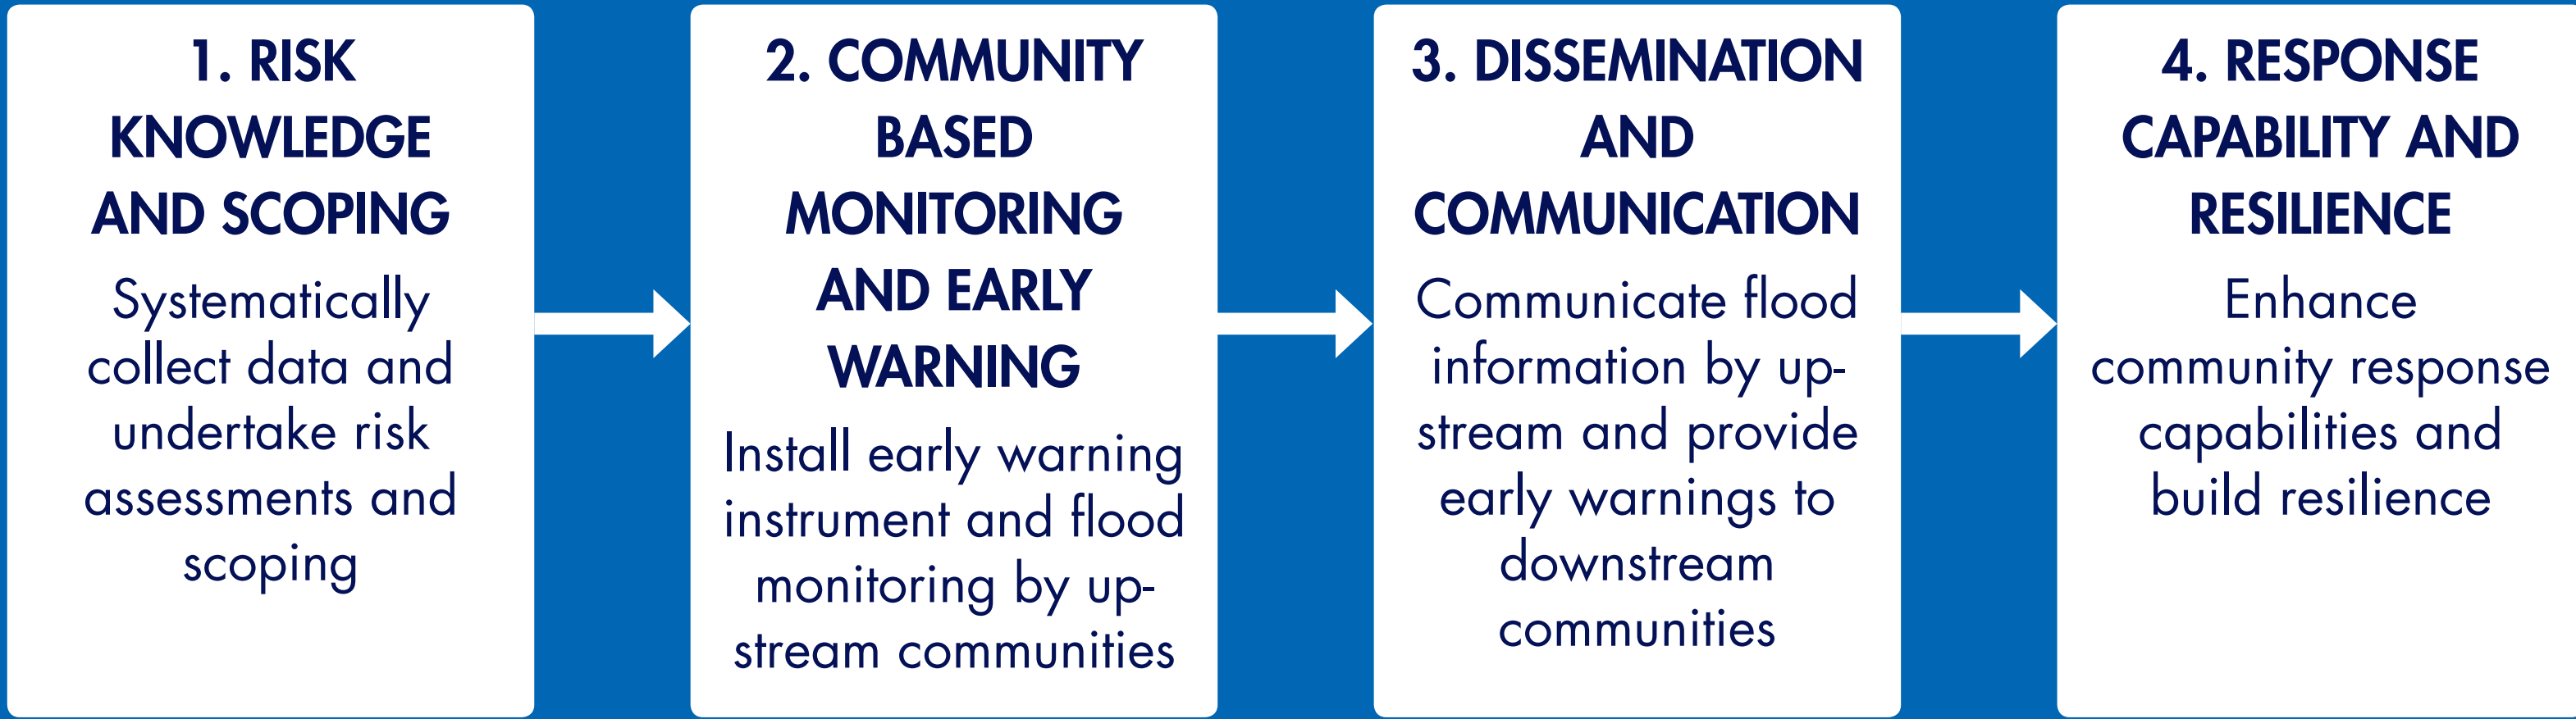 1. RISK
KNOWLEDGE
AND SCOPING
Systematically
collect data and
undertake risk
assessments and
scoping
2. COMMUNITY
BASED
MONITORING
AND EARLY
WARNING
Install early warning
instrument and flood
monitoring by up-
stream communities
3. DISSEMINATION
AND
COMMUNICATION
Communicate flood
information by up-
stream and provide
early warnings to
downstream
communities
4. RESPONSE
CAPABILITY AND
RESILIENCE
Enhance
community response
capabilities and
build resilience